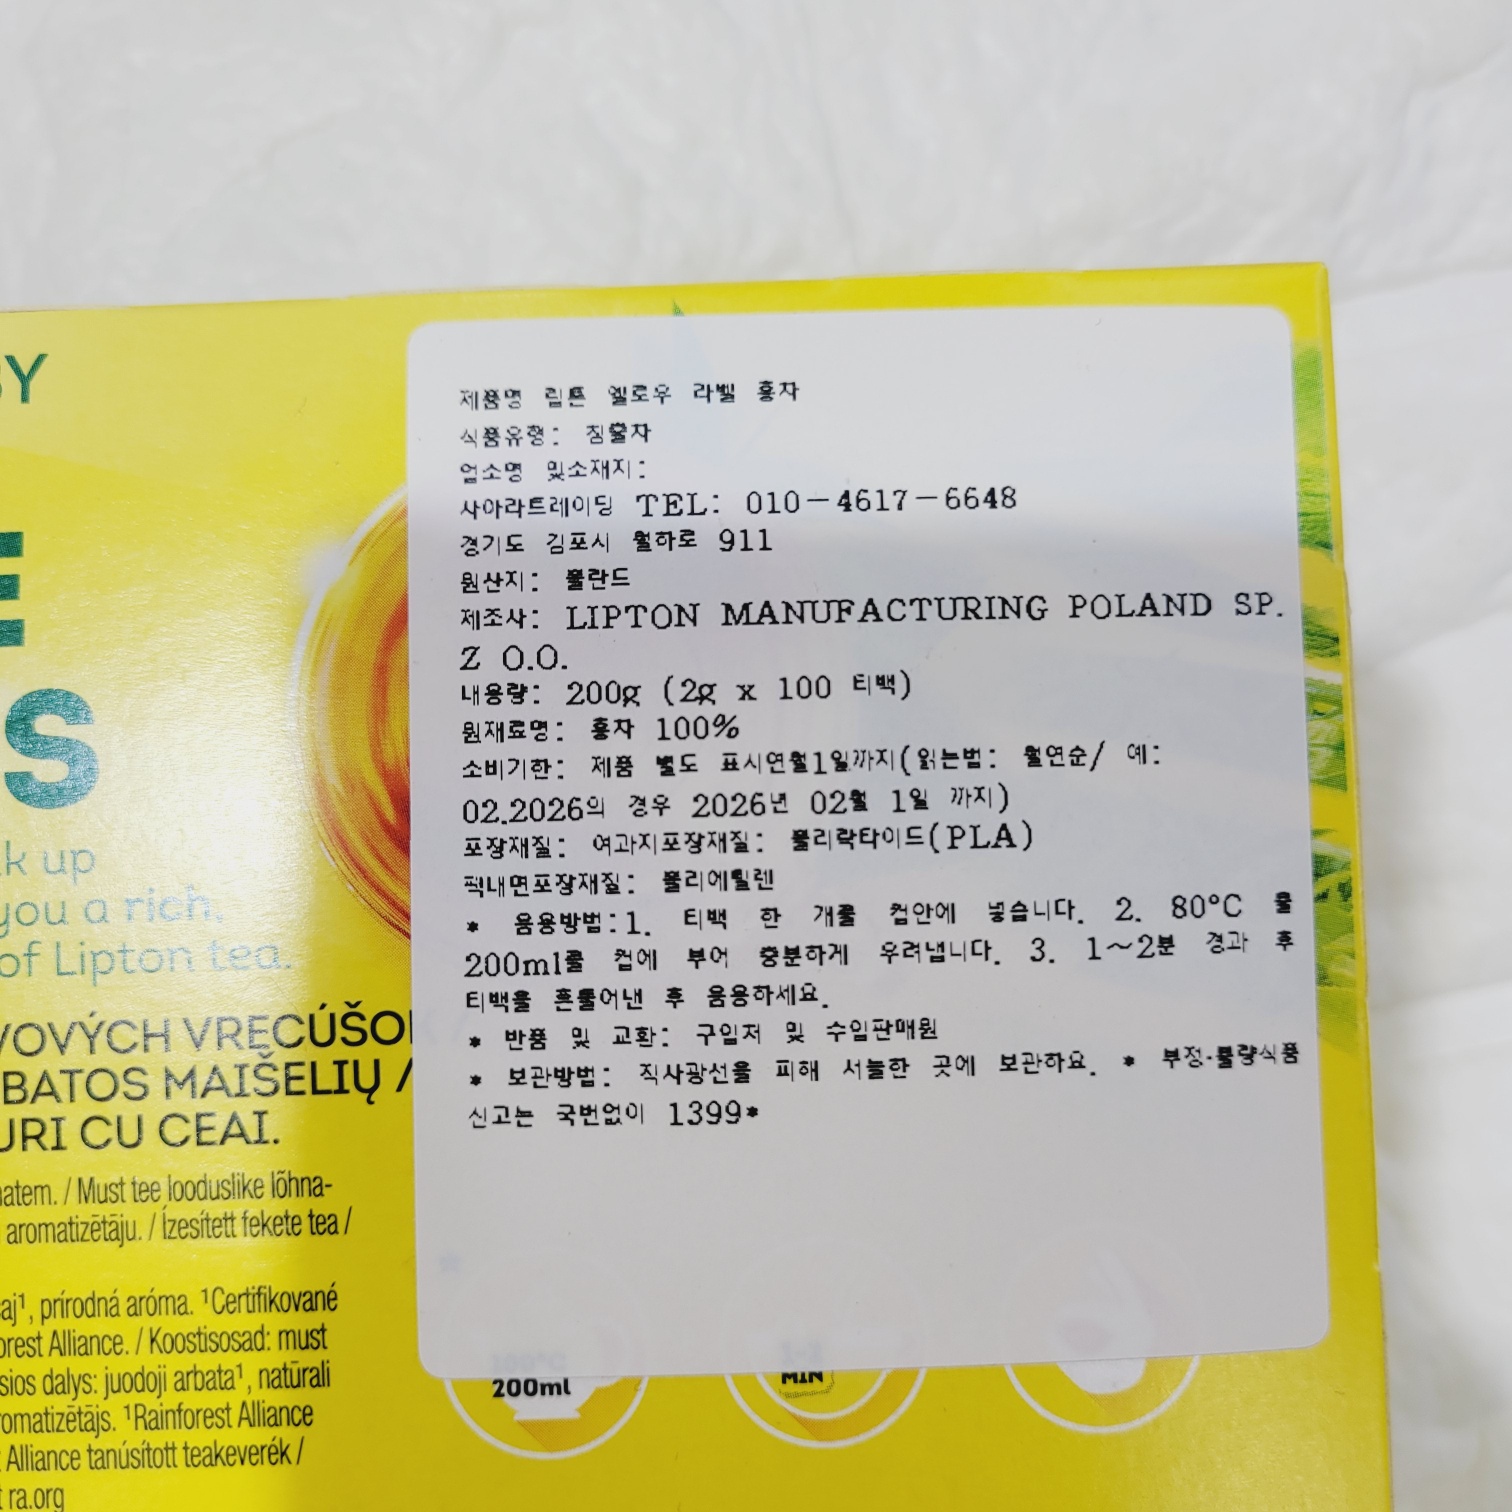 BY
E
S
k up
you a rich,
of Lipton tea.
VOVÝCH VRECÚŠO
BATOS MAIŠELIŲ /
URI CU CEAI.
natem. / Must tee looduslike lõhna-
aromatizētāju. / Ízesített fekete tea /
aj¹, prírodná aróma. ¹Certifikované
orest Alliance. / Koostisosad: must
sios dalys: juodoji arbata¹, natūrali
romatizētājs. ¹Rainforest Alliance
t Alliance tanúsított teakeverék /
t ra.org
제품명 립톤 옐로우 라벨 홍차
식품유형: 침출차
업소명 및소재지:
사아라트레이딩 TEL: 010-4617-6648
경기도 김포시 월하로 911
원산지: 폴란드
제조사: LIPTON MANUFACTURING POLAND SP.
Z O.O.
내용량: 200g (2g x 100 티백)
원재료명: 홍차 100%
소비기한: 제품 별도 표시연월1일까지(읽는법: 월연순/ 예:
02.2026의 경우 2026년 02월 1일 까지)
포장재질: 여과지포장재질: 폴리락타이드(PLA)
픽내면포장재질: 폴리에틸렌
* 음용방법:1. 티백 한 개를 컵안에 넣습니다. 2. 80°C 물
200ml를 컵에 부어 충분하게 우려냅니다. 3. 1~2분 경과 후
티백을 흔들어낸 후 음용하세요.
* 반품 및 교환: 구입처 및 수입판매원
* 보관방법: 직사광선을 피해 서늘한 곳에 보관하요. * 부정·불량식품
신고는 국번없이 1399*
100°C
200ml
MIN